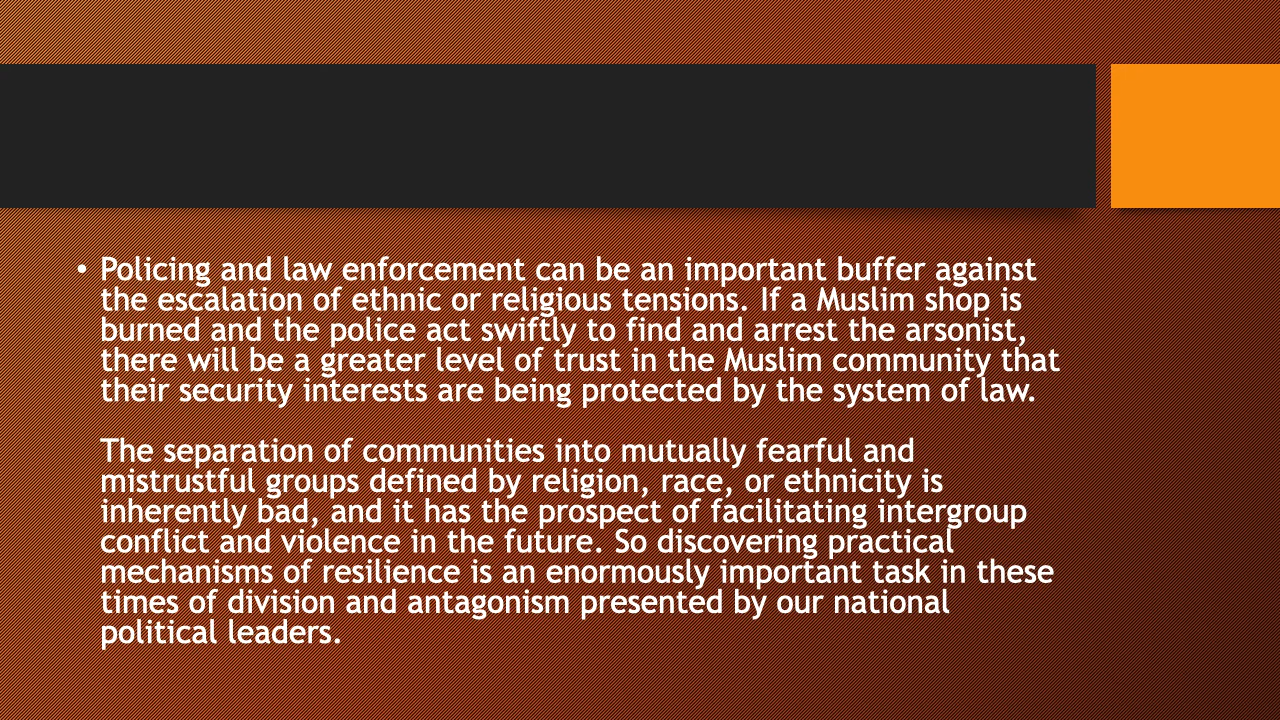 • Policing and law enforcement can be an important buffer against
the escalation of ethnic or religious tensions. If a Muslim shop is
burned and the police act swiftly to find and arrest the arsonist,
there will be a greater level of trust in the Muslim community that
their security interests are being protected by the system of law.
The separation of communities into mutually fearful and
mistrustful groups defined by religion, race, or ethnicity is
inherently bad, and it has the prospect of facilitating intergroup
conflict and violence in the future. So discovering practical
mechanisms of resilience is an enormously important task in these
times of division and antagonism presented by our national
political leaders.